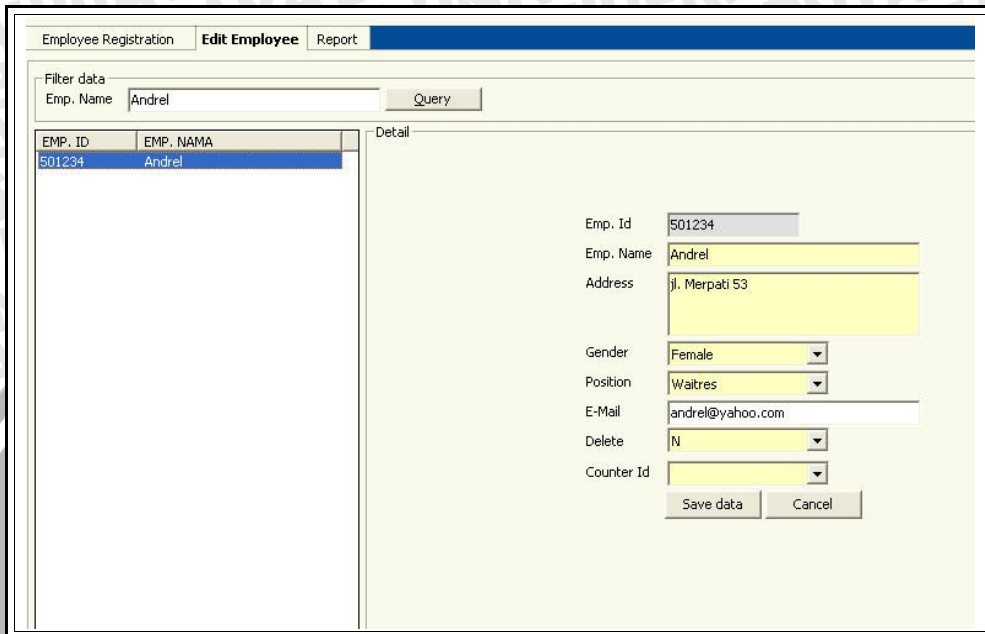 Employee Registration Edit Employee Report
Filter data
Emp. Name Andrel Query
EMP. ID EMP. NAMA
501234 Andrel
Detail
Emp. Id 501234
Emp. Name Andrel
Address jl. Merpati 53
Gender Female
Position Waitres
E-Mail andrel@yahoo.com
Delete N
Counter Id
Save data Cancel